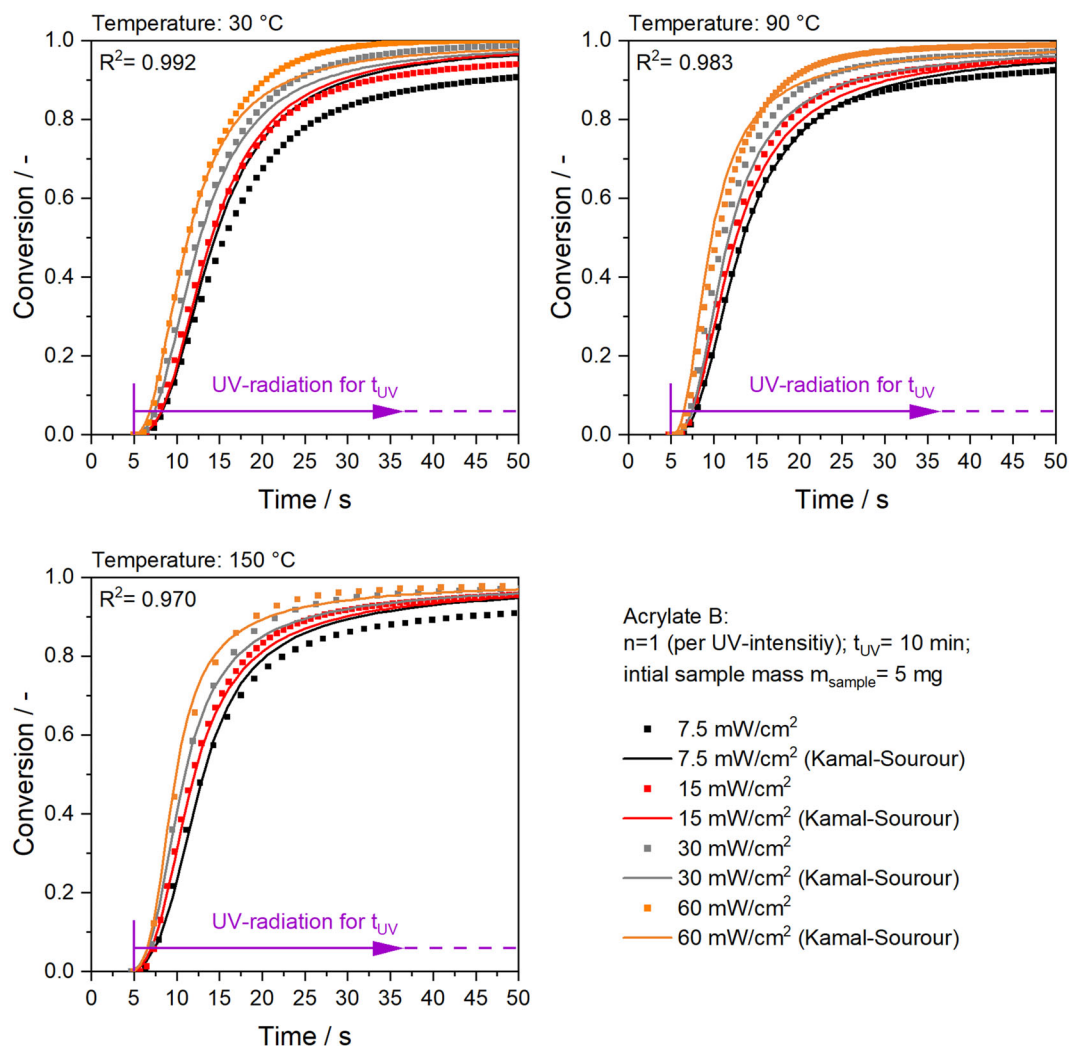 Temperature: 30 °C
R²= 0.992
Conversion / -
1.0
0.8
0.6
0.4
0.2
0.0
UV-radiation for t_UV
0 5 10 15 20 25 30 35 40 45 50
Time / s
Temperature: 90 °C
R²= 0.983
Conversion / -
1.0
0.8
0.6
0.4
0.2
0.0
UV-radiation for t_UV
0 5 10 15 20 25 30 35 40 45 50
Time / s
Temperature: 150 °C
R²= 0.970
Conversion / -
1.0
0.8
0.6
0.4
0.2
0.0
UV-radiation for t_UV
0 5 10 15 20 25 30 35 40 45 50
Time / s
Acrylate B:
n=1 (per UV-intensitiy); t_UV= 10 min;
intial sample mass m_sample= 5 mg
7.5 mW/cm²
7.5 mW/cm² (Kamal-Sourour)
15 mW/cm²
15 mW/cm² (Kamal-Sourour)
30 mW/cm²
30 mW/cm² (Kamal-Sourour)
60 mW/cm²
60 mW/cm² (Kamal-Sourour)